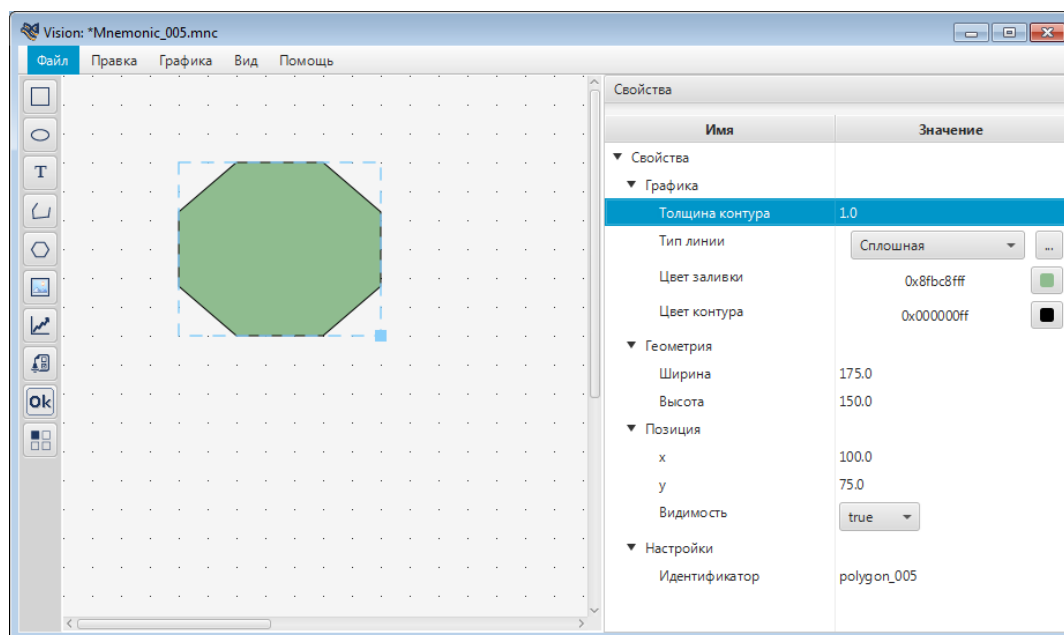 Vision: *Mnemonic_005.mnc
Файл Правка Графика Вид Помощь
Свойства
Имя Значение
Свойства
Графика
Толщина контура 1.0
Тип линии Сплошная ...
Цвет заливки 0x8fbc8fff
Цвет контура 0x000000ff
Геометрия
Ширина 175.0
Высота 150.0
Позиция
x 100.0
y 75.0
Видимость true
Настройки
Идентификатор polygon_005
T
Ok